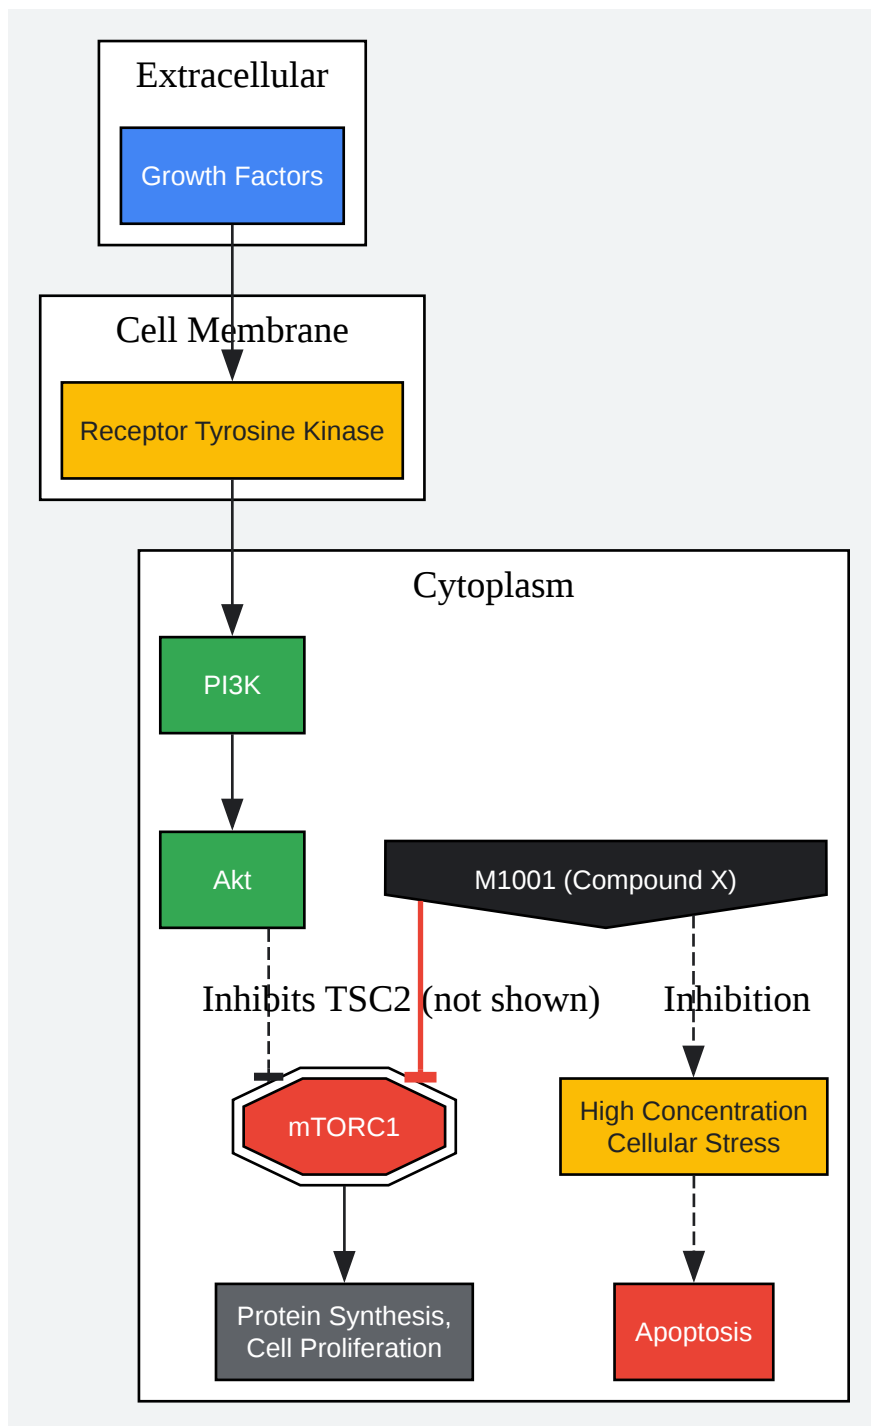 Extracellular
Growth Factors
Cell Membrane
Receptor Tyrosine Kinase
Cytoplasm
PI3K
Akt
M1001 (Compound X)
Inhibits TSC2 (not shown)
Inhibition
mTORC1
High Concentration
Cellular Stress
Protein Synthesis,
Cell Proliferation
Apoptosis